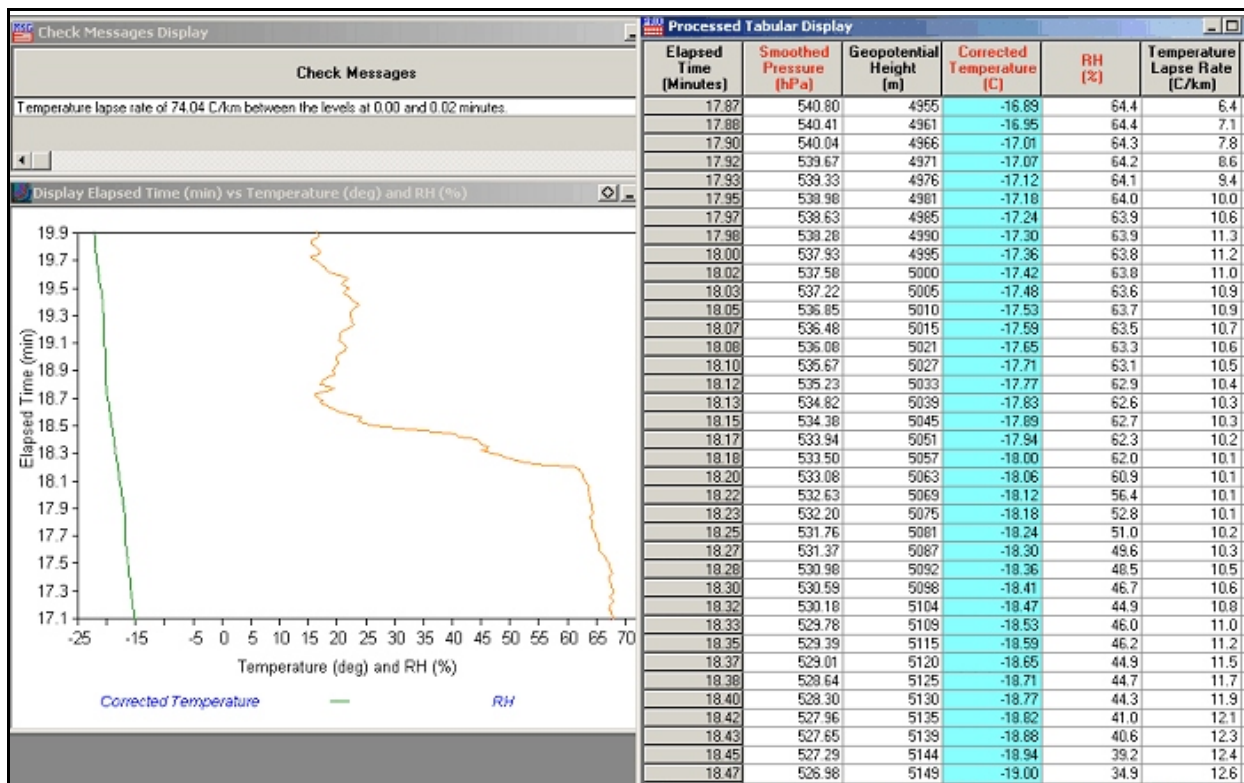 Check Messages Display
Check Messages
Temperature lapse rate of 74.04 C/km between the levels at 0.00 and 0.02 minutes.
Display Elapsed Time (min) vs Temperature (deg) and RH (%)
19.9
19.7
19.5
19.3
19.1
18.9
18.7
18.5
18.3
18.1
17.9
17.7
17.5
17.3
17.1
Elapsed Time (min)
-25 -15 -5 0 5 10 15 20 25 30 35 40 45 50 55 60 65 70
Temperature (deg) and RH (%)
Corrected Temperature RH
Processed Tabular Display
Elapsed Time (Minutes) Smoothed Pressure (hPa) Geopotential Height (m) Corrected Temperature (C) RH (%) Temperature Lapse Rate (C/km)
17.87 540.80 4955 -16.89 64.4 6.4
17.88 540.41 4961 -16.95 64.4 7.1
17.90 540.04 4966 -17.01 64.3 7.8
17.92 539.67 4971 -17.07 64.2 8.6
17.93 539.33 4976 -17.12 64.1 9.4
17.95 538.98 4981 -17.18 64.0 10.0
17.97 538.63 4985 -17.24 63.9 10.6
17.98 538.28 4990 -17.30 63.9 11.3
18.00 537.93 4995 -17.36 63.8 11.2
18.02 537.58 5000 -17.42 63.8 11.0
18.03 537.22 5005 -17.48 63.6 10.9
18.05 536.85 5010 -17.53 63.7 10.9
18.07 536.48 5015 -17.59 63.5 10.7
18.08 536.08 5021 -17.65 63.3 10.6
18.10 535.67 5027 -17.71 63.1 10.5
18.12 535.23 5033 -17.77 62.9 10.4
18.13 534.82 5039 -17.83 62.6 10.3
18.15 534.38 5045 -17.89 62.7 10.3
18.17 533.94 5051 -17.94 62.3 10.2
18.18 533.50 5057 -18.00 62.0 10.1
18.20 533.08 5063 -18.06 60.9 10.1
18.22 532.63 5069 -18.12 56.4 10.1
18.23 532.20 5075 -18.18 52.8 10.1
18.25 531.76 5081 -18.24 51.0 10.2
18.27 531.37 5087 -18.30 49.6 10.3
18.28 530.98 5092 -18.36 48.5 10.5
18.30 530.59 5098 -18.41 46.7 10.6
18.32 530.18 5104 -18.47 44.9 10.8
18.33 529.78 5109 -18.53 46.0 11.0
18.35 529.39 5115 -18.59 46.2 11.2
18.37 529.01 5120 -18.65 44.9 11.5
18.38 528.64 5125 -18.71 44.7 11.7
18.40 528.30 5130 -18.77 44.3 11.9
18.42 527.96 5135 -18.82 41.0 12.1
18.43 527.65 5139 -18.88 40.6 12.3
18.45 527.29 5144 -18.94 39.2 12.4
18.47 526.98 5149 -19.00 34.9 12.6